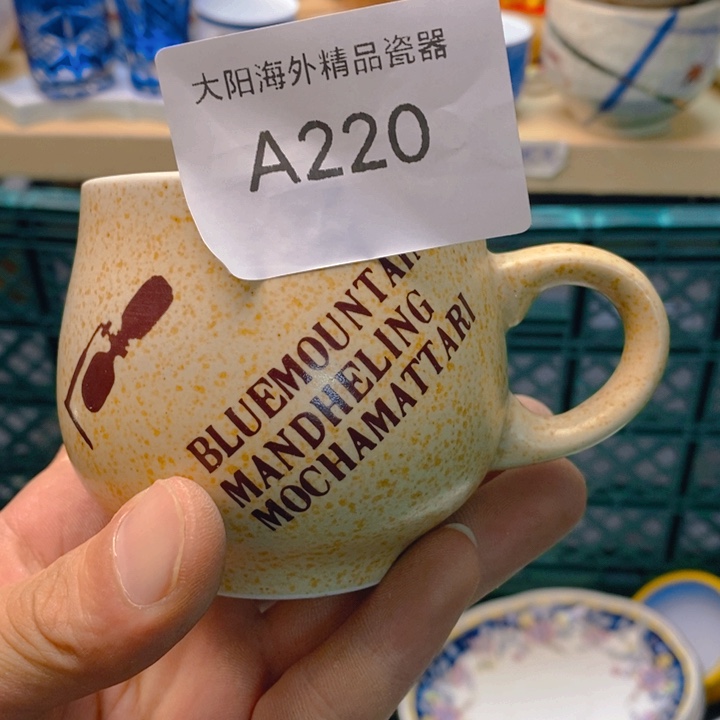 大阳海外精品瓷器
A220
BLUEMOUNTAI
MANDHELING
MOCHAMATTARI